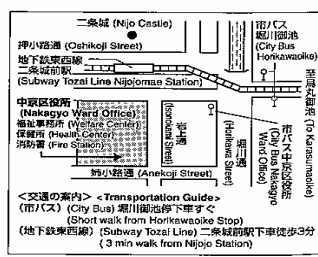 二条城 (Nijo Castle)
押小路通 (Oshikoji Street)
地下鉄東西線
二条城前駅
(Subway Tozai Line Nijojomae Station)
市バス
堀川御池
(City Bus
Horikawaoike)
至烏丸御池 (To Karasumaoike)
中京区役所
(Nakagyo Ward Office)
福祉事務所 (Welfare Center)
保健所 (Health Center)
消防署 (Fire Station)
岩上通
(Iwonikami Street)
堀川通
(Horikawa Street)
市バス中京区役所
(City Bus Nakagyo
Ward Office)
姉小路通 (Anekoji Street)
<交通の案内> <Transportation Guide>
(市バス) (City Bus) 堀川御池停下車すぐ
(Short walk from Horikawaoike Stop)
(地下鉄東西線) (Subway Tozai Line) 二条城前駅下車徒歩3分
( 3 min walk from Nijojo Station)